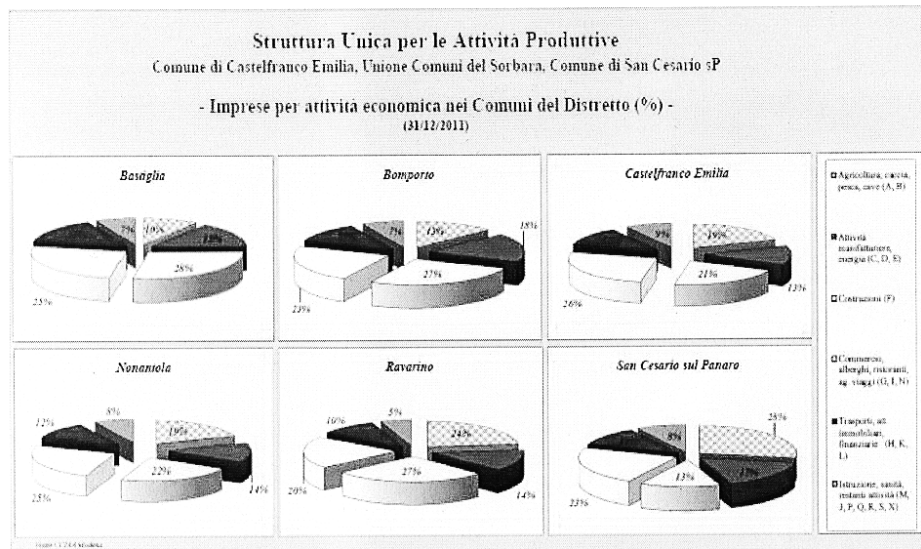 Struttura Unica per le Attività Produttive
Comune di Castelfranco Emilia, Unione Comuni del Sorbara, Comune di San Cesario sP
- Imprese per attività economica nei Comuni del Distretto (%) -
(31/12/2011)
Bastiglia
7%
10%
28%
25%
Bomporto
7%
13%
18%
27%
23%
Castelfranco Emilia
9%
19%
13%
21%
26%
Nonantola
12%
8%
19%
14%
22%
25%
Ravarino
10%
5%
24%
14%
27%
20%
San Cesario sul Panaro
8%
13%
23%
Agricoltura, caccia,
pesca, cave (A, B)
Attività
manifatturiera,
energia (C, D, E)
Costruzioni (F)
Commercio,
alberghi, ristoranti,
ag. viaggi (G, I, N)
Trasporti, att.
immobiliari,
finanziarie (H, K,
L)
Istruzione, sanità,
restanti attività (M,
J, P, Q, R, S, X)